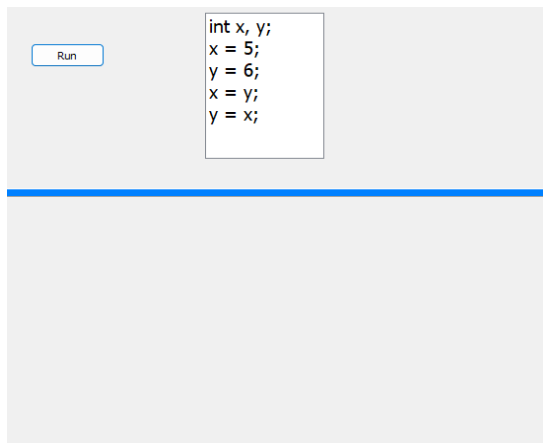 Run
int x, y;
x = 5;
y = 6;
x = y;
y = x;